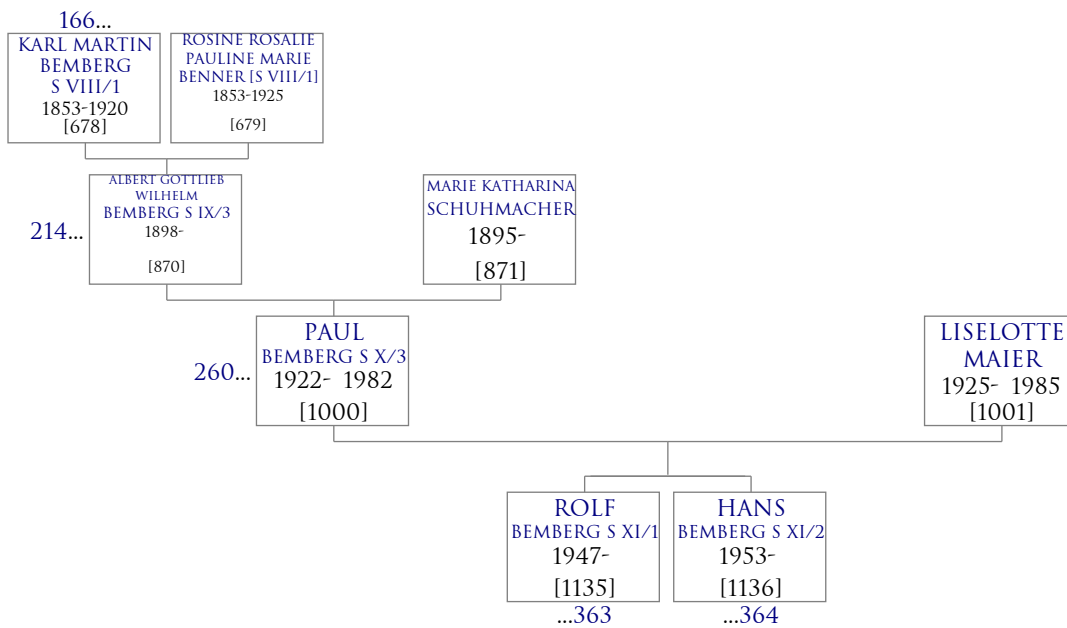 166...
KARL MARTIN
BEMBERG
S VIII/1
1853-1920
[678]
ROSINE ROSALIE
PAULINE MARIE
BENNER [S VIII/1]
1853-1925
[679]
214...
ALBERT GOTTLIEB
WILHELM
BEMBERG S IX/3
1898-
[870]
MARIE KATHARINA
SCHUHMACHER
1895-
[871]
260...
PAUL
BEMBERG S X/3
1922- 1982
[1000]
LISELOTTE
MAIER
1925- 1985
[1001]
ROLF
BEMBERG S XI/1
1947-
[1135]
...363
HANS
BEMBERG S XI/2
1953-
[1136]
...364